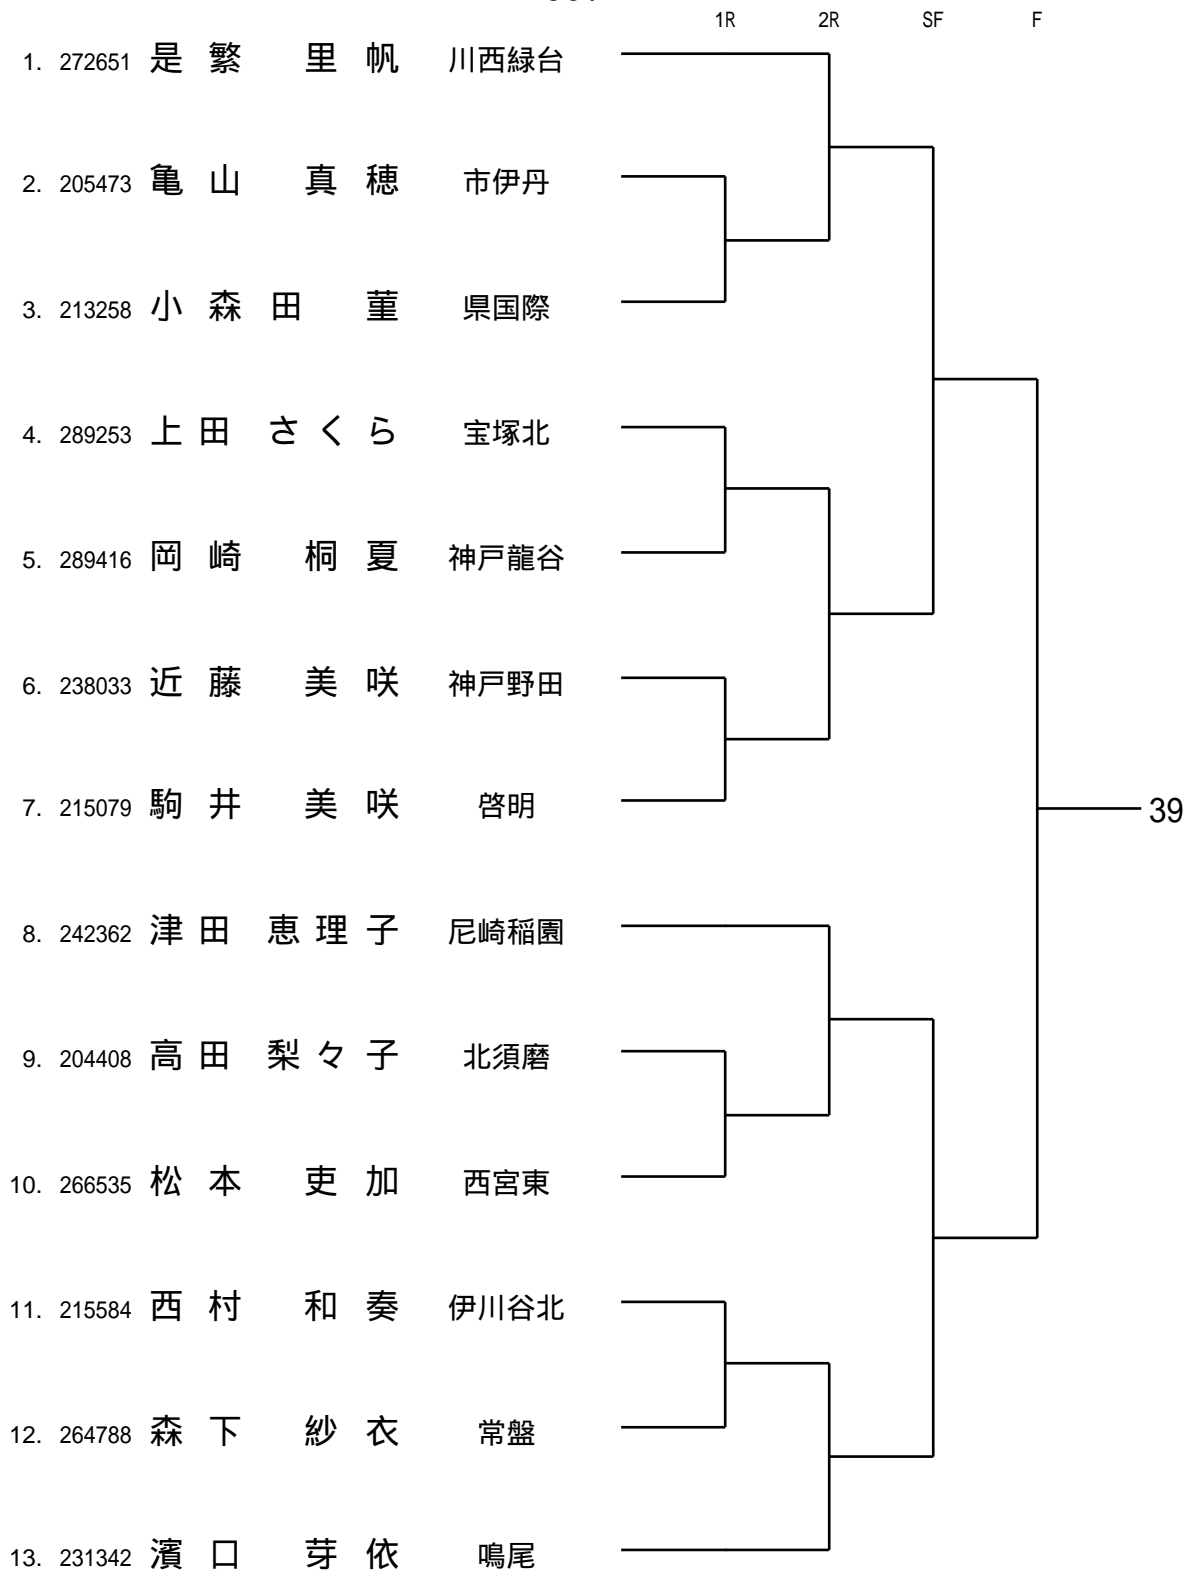 1R 2R SF F
1. 272651 是繁 里帆 川西緑台
2. 205473 亀山 真穂 市伊丹
3. 213258 小森田 菫 県国際
4. 289253 上田 さくら 宝塚北
5. 289416 岡崎 桐夏 神戸龍谷
6. 238033 近藤 美咲 神戸野田
7. 215079 駒井 美咲 啓明
39
8. 242362 津田 恵理子 尼崎稲園
9. 204408 高田 梨々子 北須磨
10. 266535 松本 吏加 西宮東
11. 215584 西村 和奏 伊川谷北
12. 264788 森下 紗衣 常盤
13. 231342 濱口 芽依 鳴尾